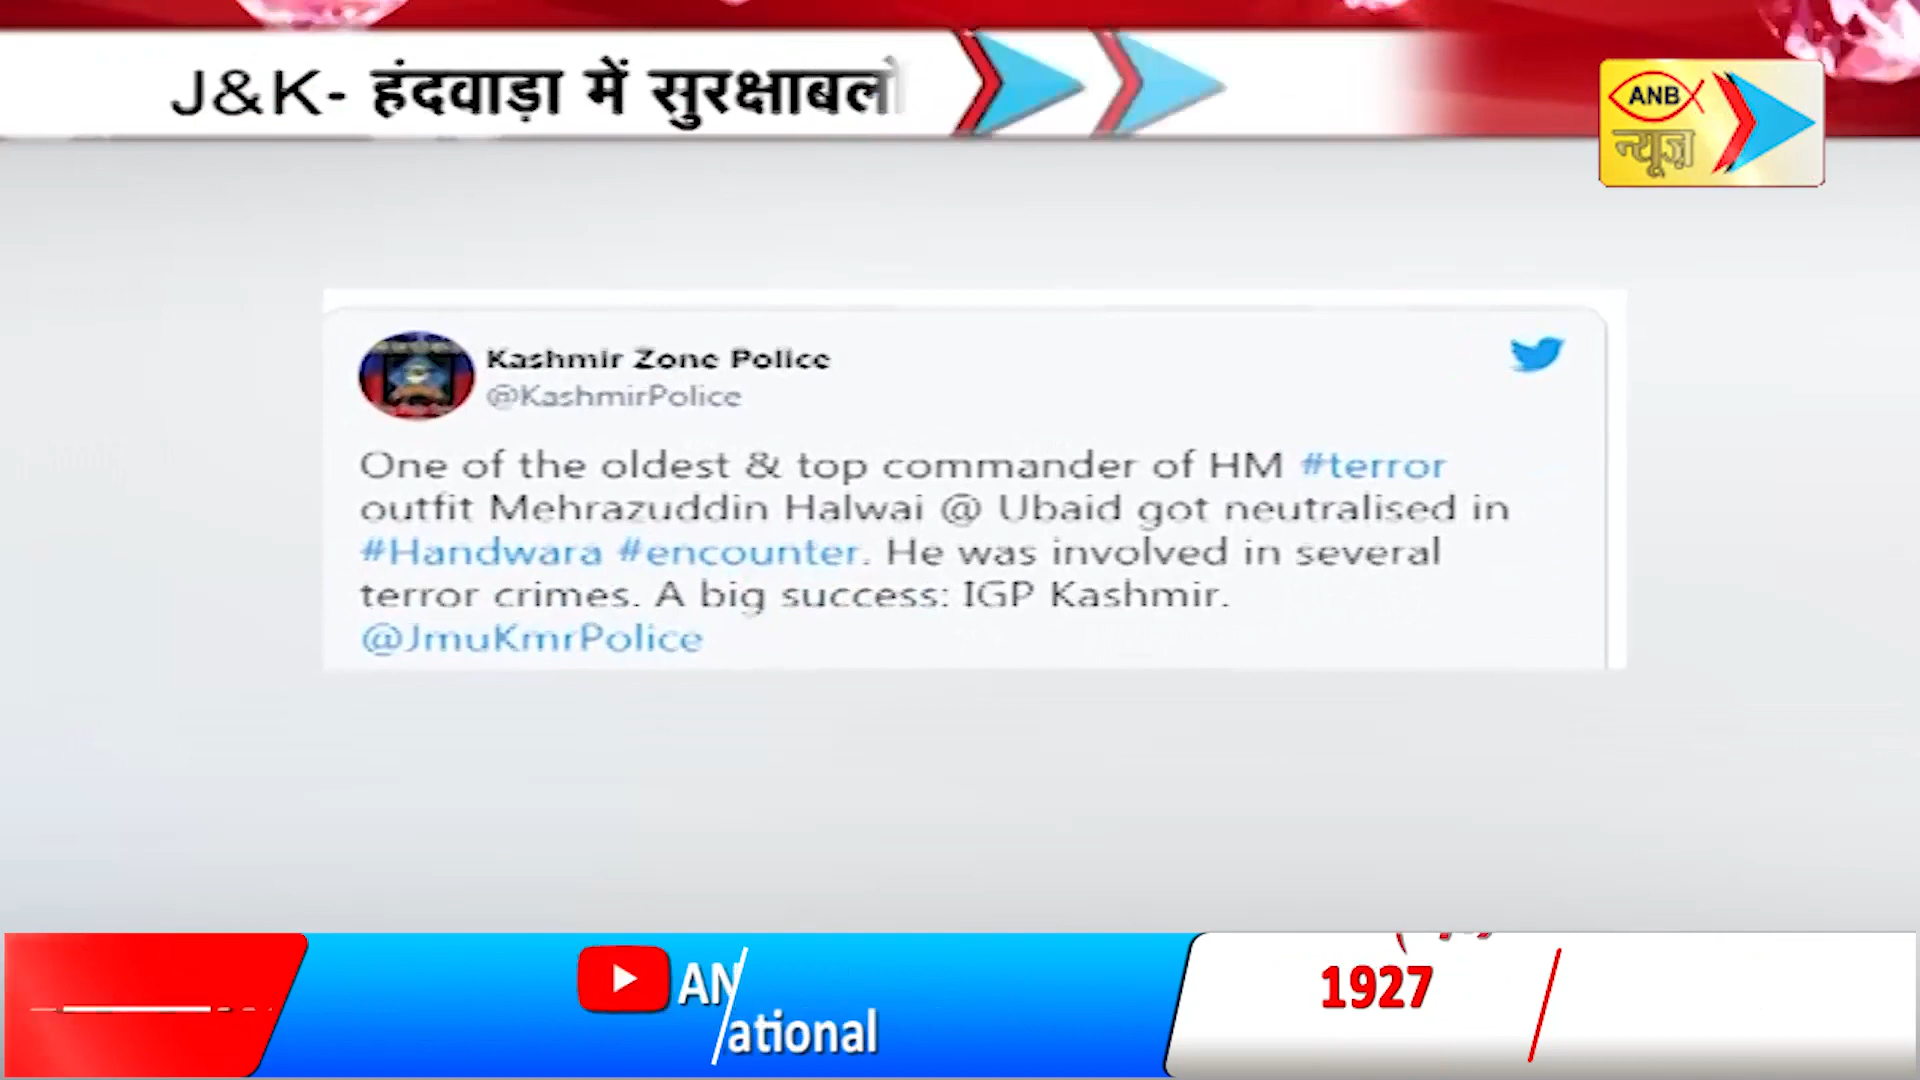 J&K- हंदवाड़ा में सुरक्षाबलो
ANB
न्यूज़
Kashmir Zone Police
@KashmirPolice
One of the oldest & top commander of HM #terror
outfit Mehrazuddin Halwai @ Ubaid got neutralised in
#Handwara #encounter. He was involved in several
terror crimes. A big success: IGP Kashmir.
@JmuKmrPolice
AN
ational
1927